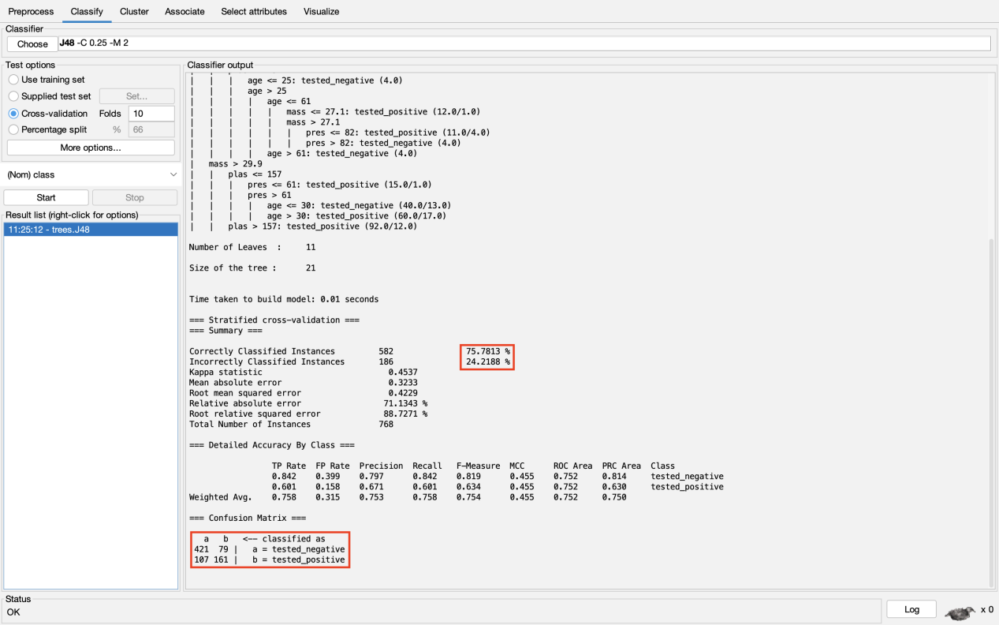 Preprocess Classify Cluster Associate Select attributes Visualize
Classifier
Choose J48 -C 0.25 -M 2
Test options
Use training set
Supplied test set Set...
Cross-validation Folds 10
Percentage split % 66
More options...
(Nom) class
Start Stop
Result list (right-click for options)
11:25:12 - trees.J48
Classifier output
| | | age <= 25: tested_negative (4.0)
| | | age > 25
| | | | age <= 61
| | | | | mass <= 27.1: tested_positive (12.0/1.0)
| | | | | mass > 27.1
| | | | | | pres <= 82: tested_positive (11.0/4.0)
| | | | | | pres > 82: tested_negative (4.0)
| | | | age > 61: tested_negative (4.0)
| mass > 29.9
| | plas <= 157
| | | pres <= 61: tested_positive (15.0/1.0)
| | | pres > 61
| | | | age <= 30: tested_negative (40.0/13.0)
| | | | age > 30: tested_positive (60.0/17.0)
| | plas > 157: tested_positive (92.0/12.0)
Number of Leaves : 11
Size of the tree : 21
Time taken to build model: 0.01 seconds
=== Stratified cross-validation ===
=== Summary ===
Correctly Classified Instances 582 75.7813 %
Incorrectly Classified Instances 186 24.2188 %
Kappa statistic 0.4537
Mean absolute error 0.3233
Root mean squared error 0.4229
Relative absolute error 71.1343 %
Root relative squared error 88.7271 %
Total Number of Instances 768
=== Detailed Accuracy By Class ===
TP Rate FP Rate Precision Recall F-Measure MCC ROC Area PRC Area Class
0.842 0.399 0.797 0.842 0.819 0.455 0.752 0.814 tested_negative
0.601 0.158 0.671 0.601 0.634 0.455 0.752 0.630 tested_positive
Weighted Avg. 0.758 0.315 0.753 0.758 0.754 0.455 0.752 0.750
=== Confusion Matrix ===
a b <-- classified as
421 79 | a = tested_negative
107 161 | b = tested_positive
Status
OK
Log x 0